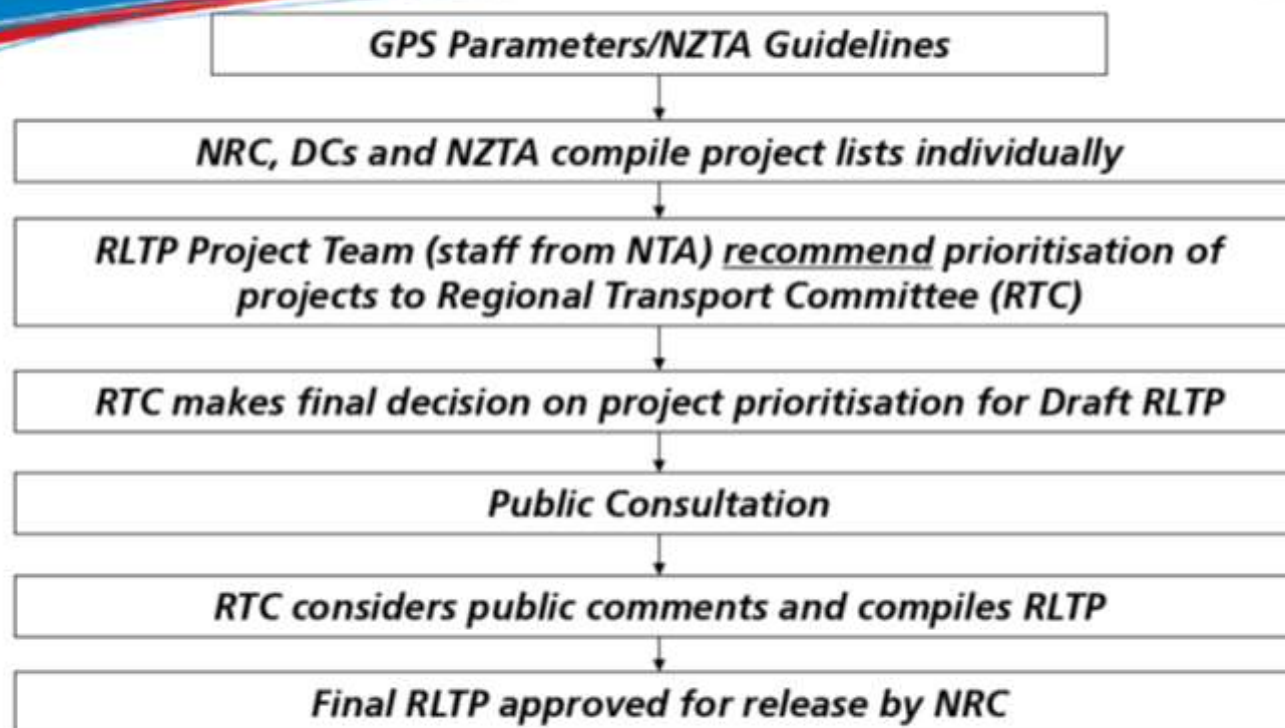 GPS Parameters/NZTA Guidelines
NRC, DCs and NZTA compile project lists individually
RLTP Project Team (staff from NTA) recommend prioritisation of
projects to Regional Transport Committee (RTC)
RTC makes final decision on project prioritisation for Draft RLTP
Public Consultation
RTC considers public comments and compiles RLTP
Final RLTP approved for release by NRC